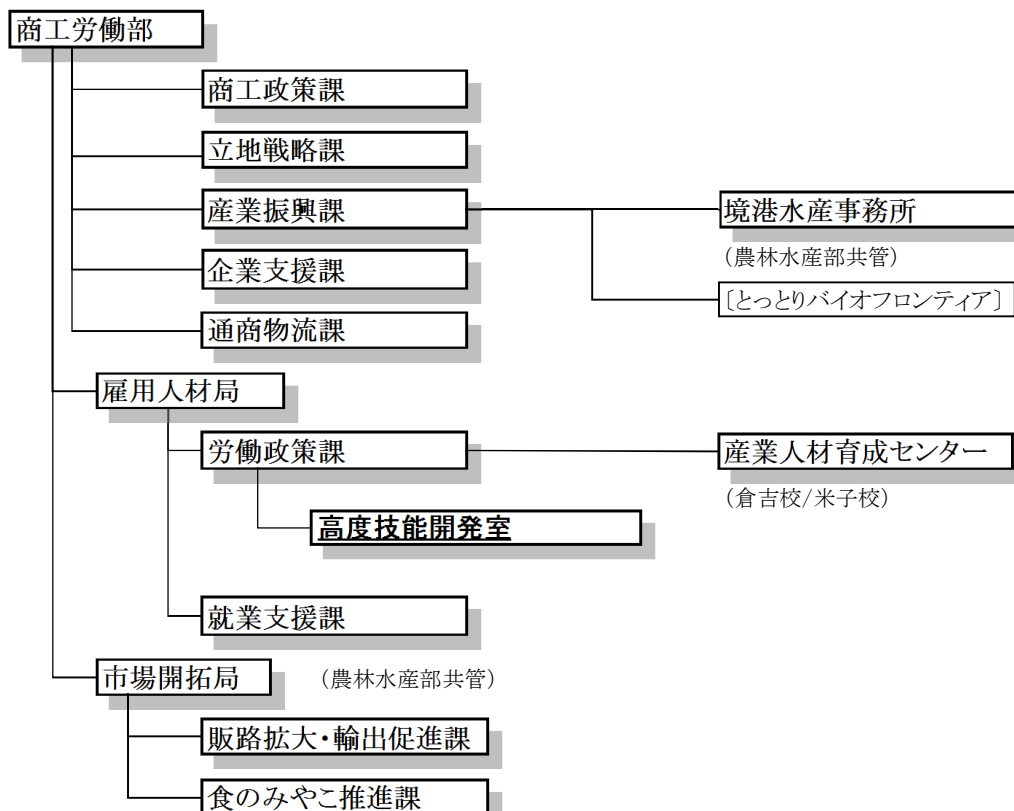 商工労働部
商工政策課
立地戦略課
産業振興課
境港水産事務所
（農林水産部共管）
企業支援課
〔とっとりバイオフロンティア〕
通商物流課
雇用人材局
労働政策課
産業人材育成センター
（倉吉校/米子校）
高度技能開発室
就業支援課
市場開拓局
（農林水産部共管）
販路拡大・輸出促進課
食のみやこ推進課